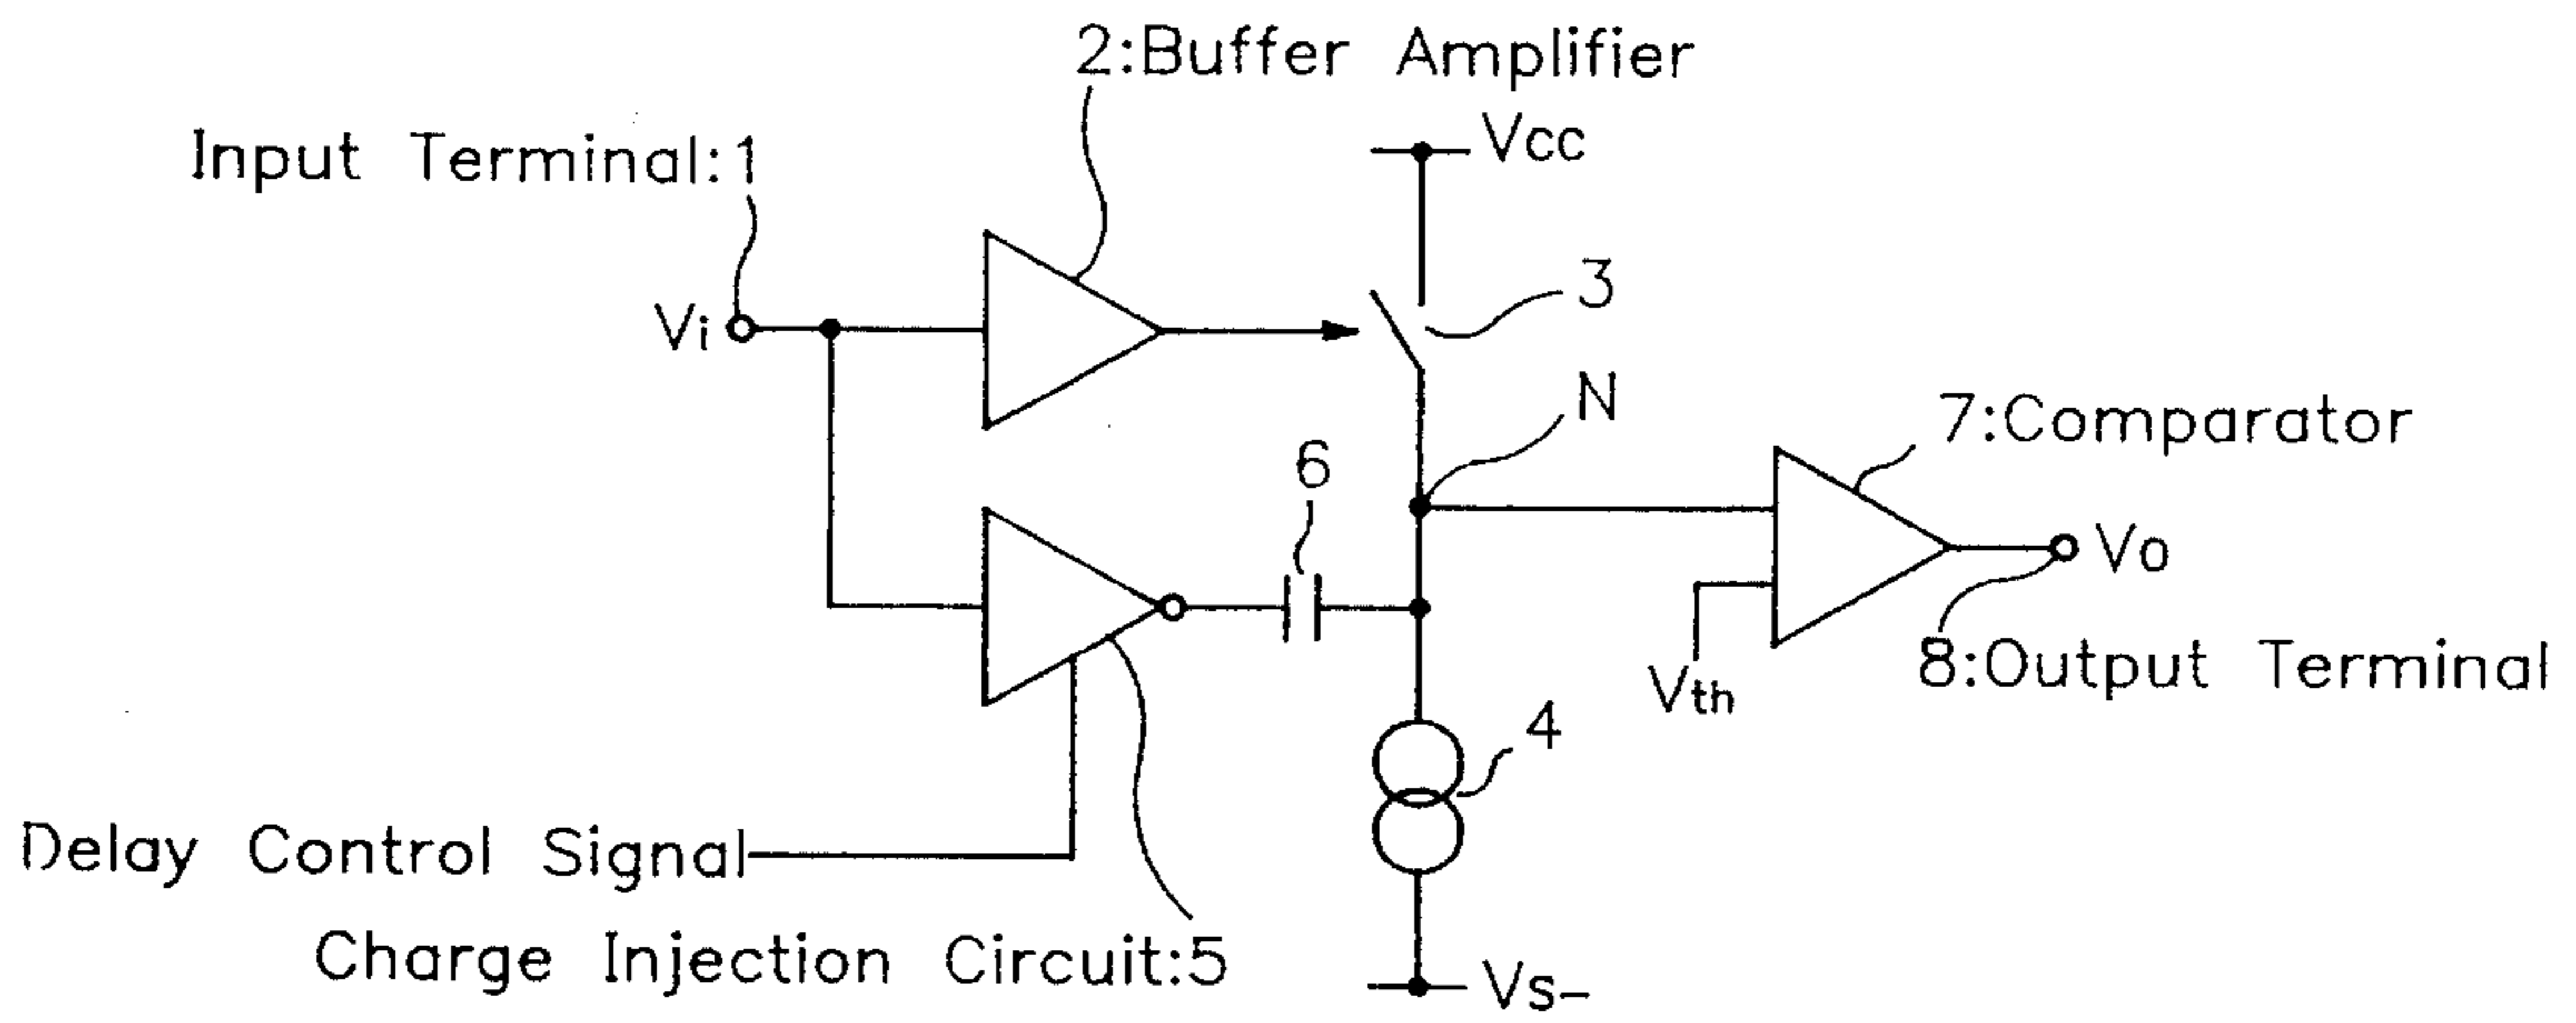 2:Buffer Amplifier
Vcc
Input Terminal:1
3
Vi
N
7:Comparator
6
Vo
Vth
8:Output Terminal
4
Delay Control Signal
Charge Injection Circuit:5
Vs-